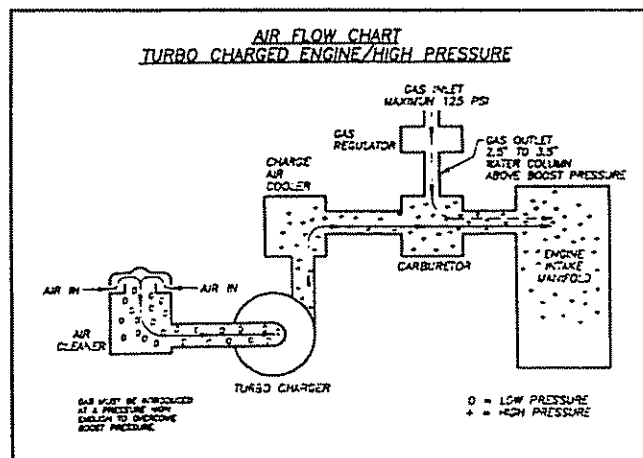 AIR FLOW CHART
TURBO CHARGED ENGINE/HIGH PRESSURE
GAS INLET
MAXIMUM 125 PSI
GAS
REGULATOR
GAS OUTLET
2.5" TO 3.5"
WATER COLUMN
ABOVE BOOST PRESSURE
CHARGE
AIR
COOLER
CARBURETOR
ENGINE
INTAKE
MANIFOLD
AIR IN
AIR IN
AIR
CLEANER
TURBO CHARGER
GAS MUST BE INTRODUCED
AT A PRESSURE HIGH
ENOUGH TO OVERCOME
BOOST PRESSURE
O = LOW PRESSURE
+ = HIGH PRESSURE